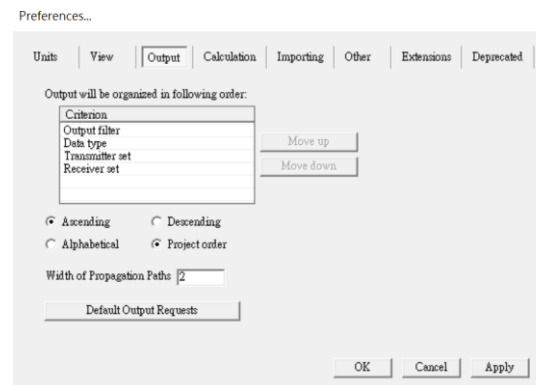 Preferences...
Units View Output Calculation Importing Other Extensions Deprecated
Output will be organized in following order:
Criterion
Output filter
Data type
Transmitter set
Receiver set
Move up
Move down
Ascending Descending
Alphabetical Project order
Width of Propagation Paths 2
Default Output Requests
OK Cancel Apply